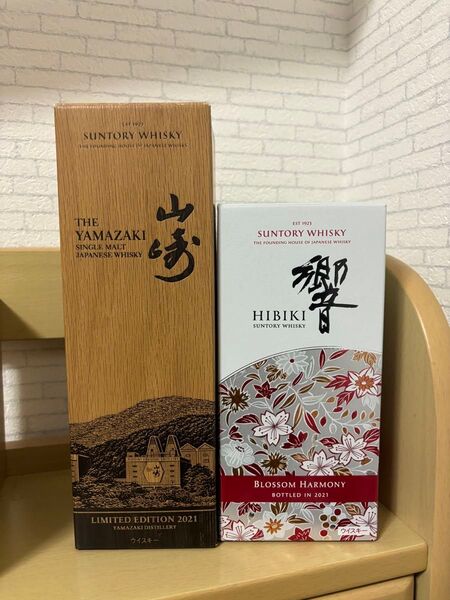 EST 1923
SUNTORY WHISKY
THE FOUNDING HOUSE OF JAPANESE WHISKY
THE
YAMAZAKI
SINGLE MALT
JAPANESE WHISKY
山崎
LIMITED EDITION 2021
YAMAZAKI DISTILLERY
ウイスキー
EST 1923
SUNTORY WHISKY
THE FOUNDING HOUSE OF JAPANESE WHISKY
響
HIBIKI
SUNTORY WHISKY
BLOSSOM HARMONY
BOTTLED IN 2021
ウイスキー